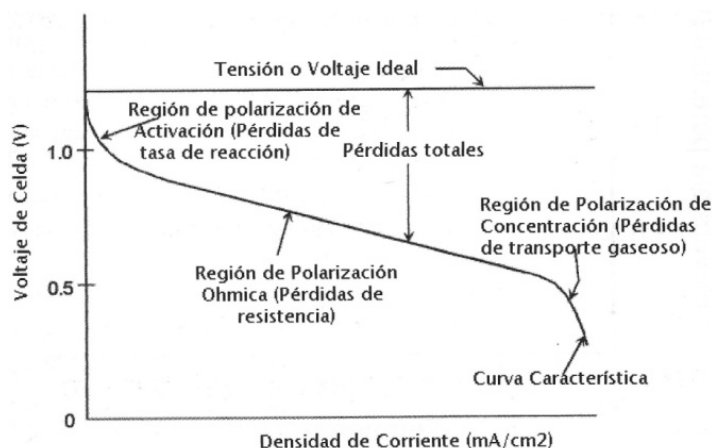 Tensión o Voltaje Ideal
Región de polarización de
Activación (Pérdidas de
tasa de reacción)
Pérdidas totales
Región de Polarización de
Concentración (Pérdidas
de transporte gaseoso)
Región de Polarización
Ohmica (Pérdidas de
resistencia)
Curva Característica
Voltaje de Celda (V)
1.0
0.5
0
Densidad de Corriente (mA/cm2)